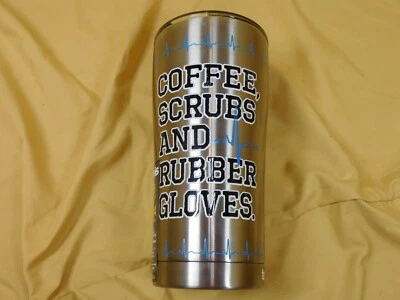 COFFEE,
SCRUBS
AND
RUBBER
GLOVES.